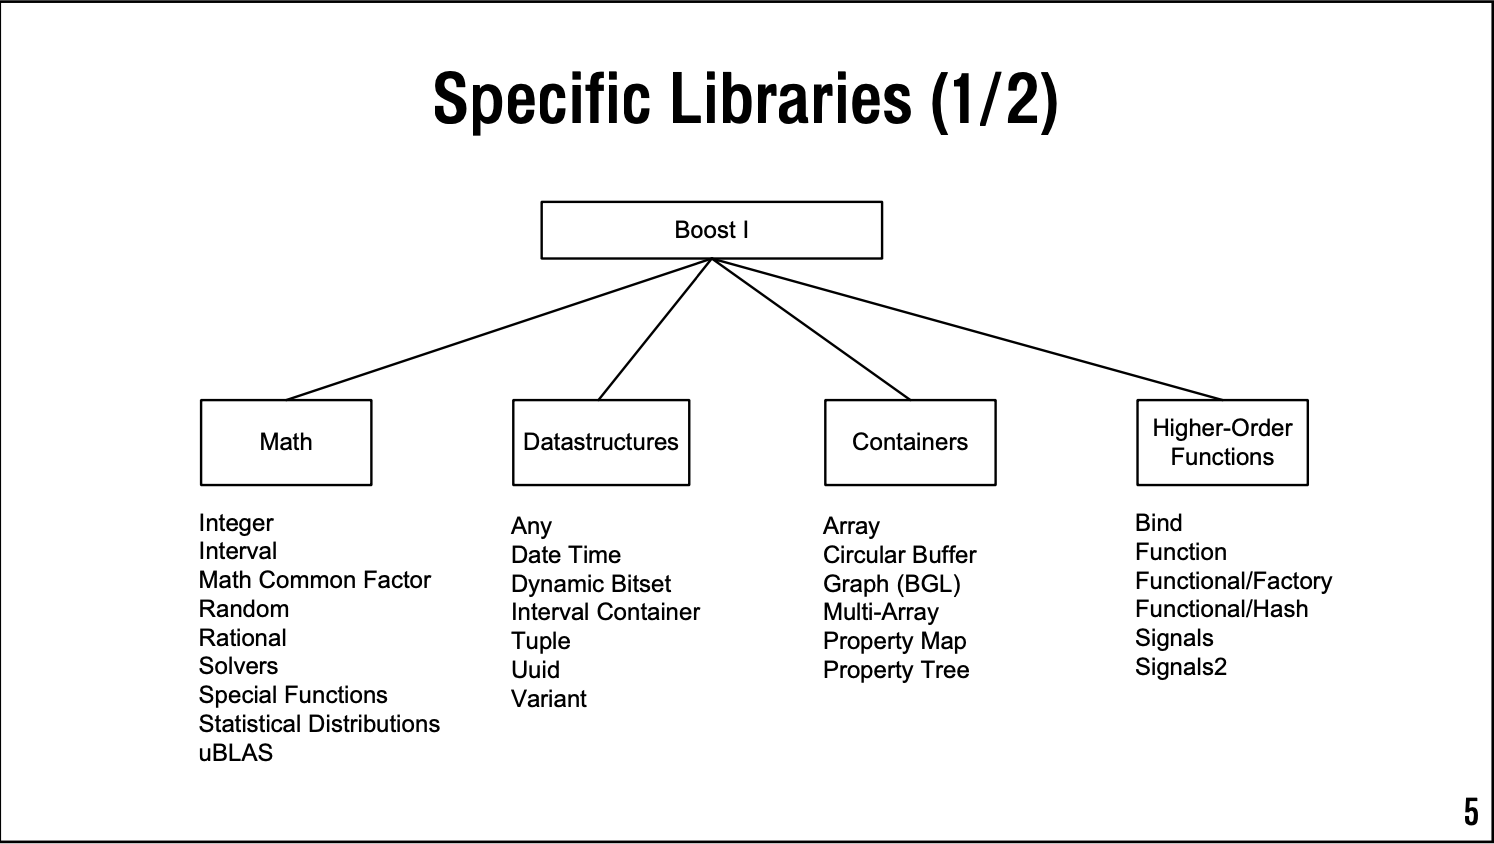 Specific Libraries (1/2)
Boost I
Math
Integer
Interval
Math Common Factor
Random
Rational
Solvers
Special Functions
Statistical Distributions
uBLAS
Datastructures
Any
Date Time
Dynamic Bitset
Interval Container
Tuple
Uuid
Variant
Containers
Array
Circular Buffer
Graph (BGL)
Multi-Array
Property Map
Property Tree
Higher-Order
Functions
Bind
Function
Functional/Factory
Functional/Hash
Signals
Signals2
5